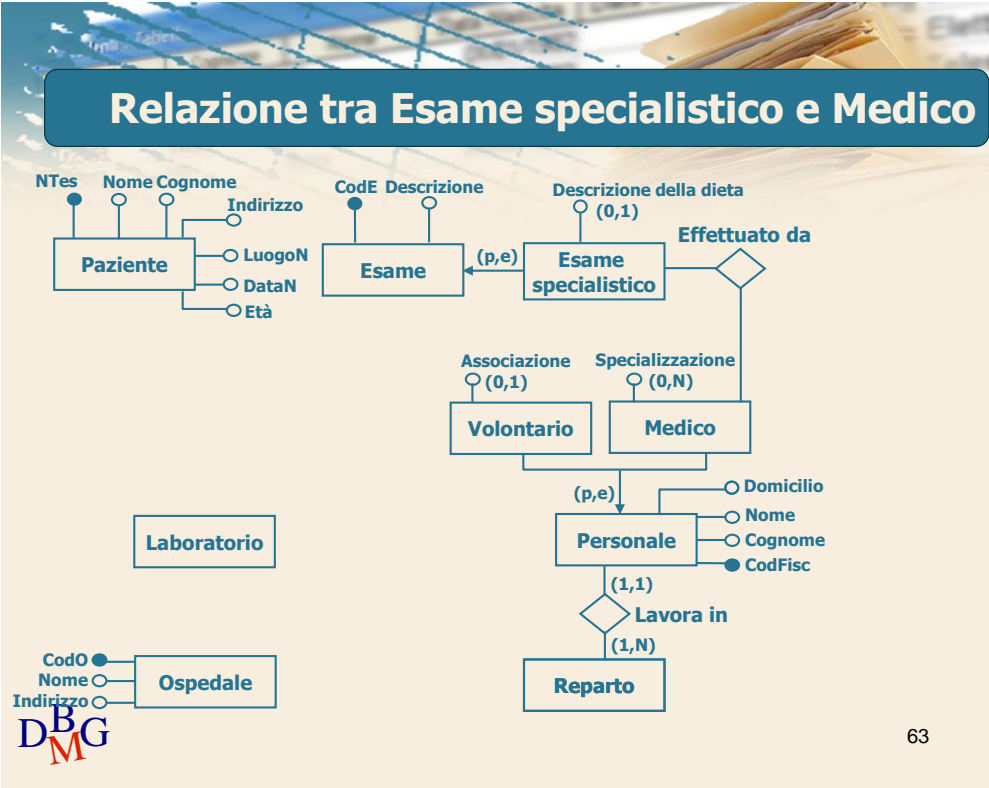 Relazione tra Esame specialistico e Medico
NTes
Nome Cognome
Indirizzo
LuogoN
DataN
Età
Paziente
CodE Descrizione
Esame
(p,e)
Descrizione della dieta
(0,1)
Esame
specialistico
Effettuato da
Associazione
(0,1)
Volontario
Specializzazione
(0,N)
Medico
(p,e)
Domicilio
Nome
Cognome
CodFisc
Personale
(1,1)
Lavora in
(1,N)
Reparto
Laboratorio
CodO
Nome
Indirizzo
Ospedale
DBMG
63